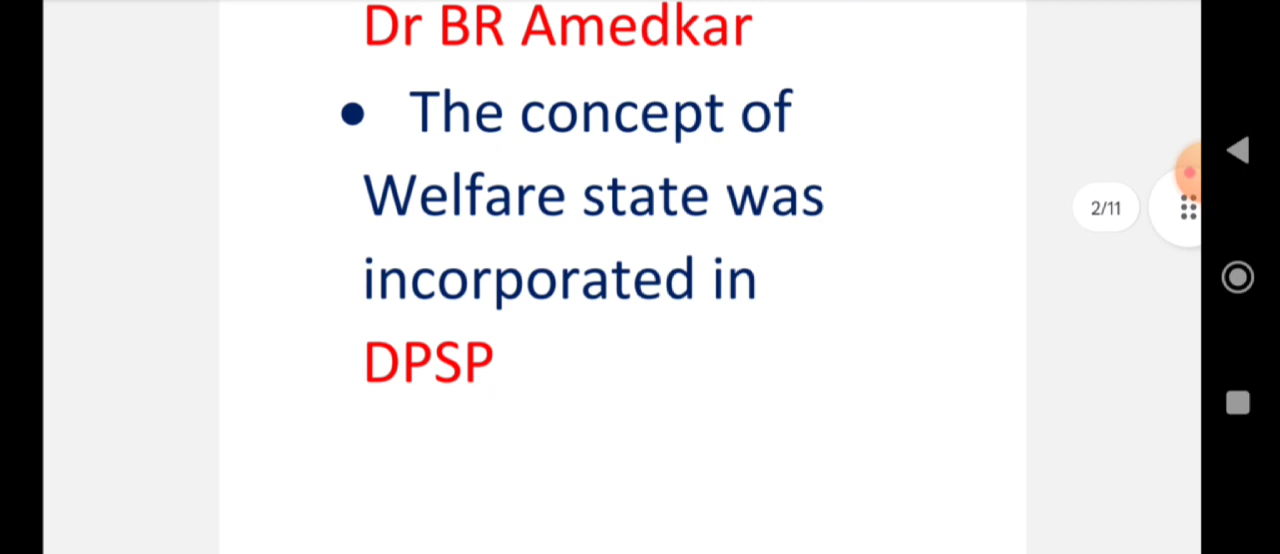 Dr BR Amedkar
• The concept of
Welfare state was
incorporated in
DPSP
2/11